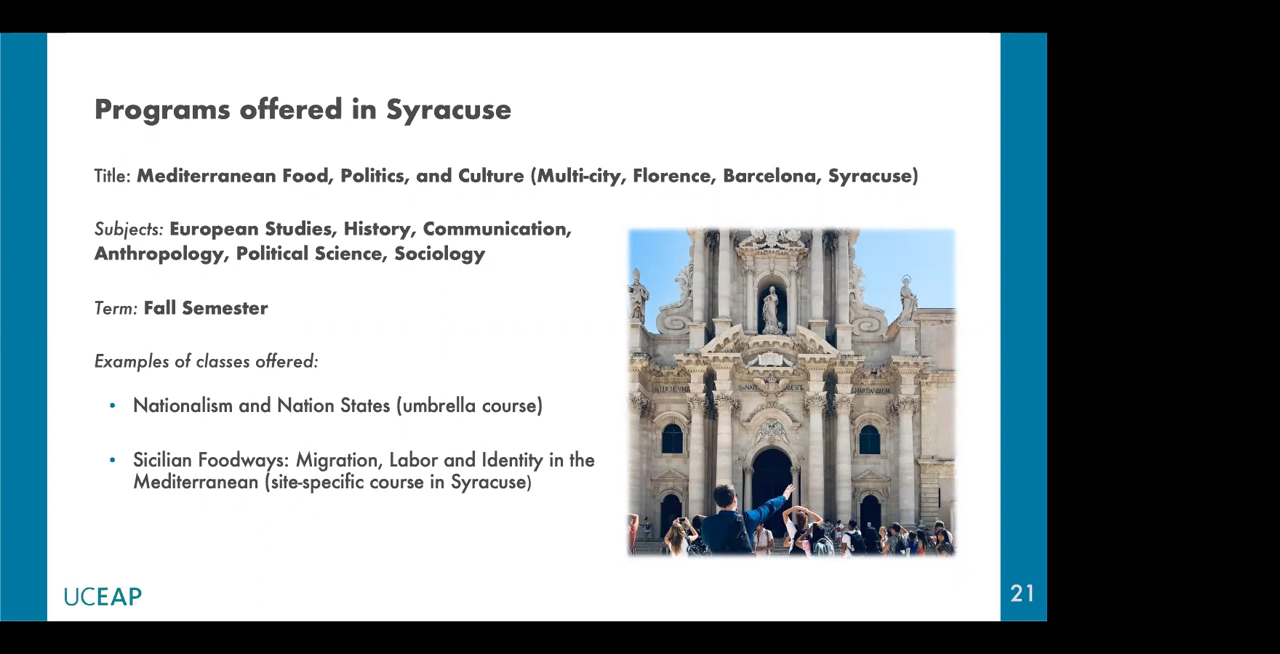 Programs offered in Syracuse
Title: Mediterranean Food, Politics, and Culture (Multi-city, Florence, Barcelona, Syracuse)
Subjects: European Studies, History, Communication,
Anthropology, Political Science, Sociology
Term: Fall Semester
Examples of classes offered:
• Nationalism and Nation States (umbrella course)
• Sicilian Foodways: Migration, Labor and Identity in the
Mediterranean (site-specific course in Syracuse)
UCEAP
21